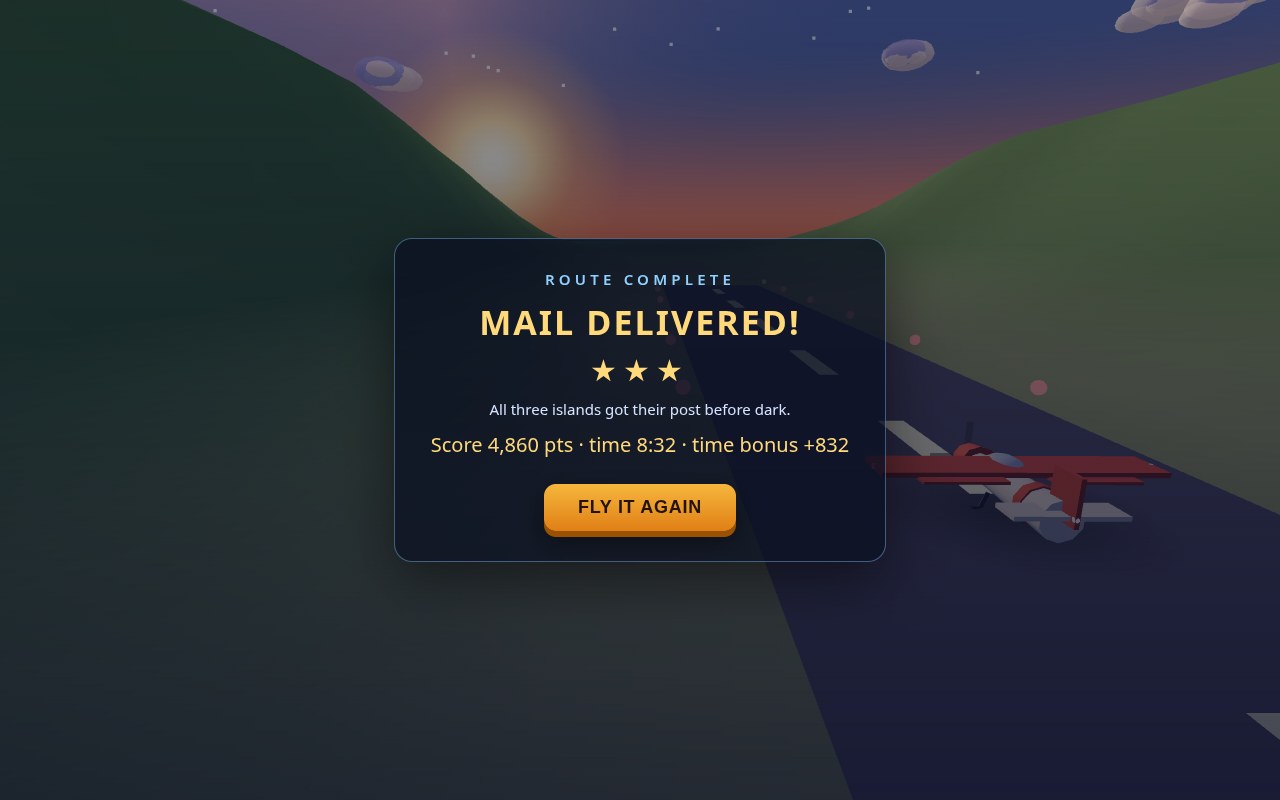 ROUTE COMPLETE
MAIL DELIVERED!
★ ★ ★
All three islands got their post before dark.
Score 4,860 pts · time 8:32 · time bonus +832
FLY IT AGAIN